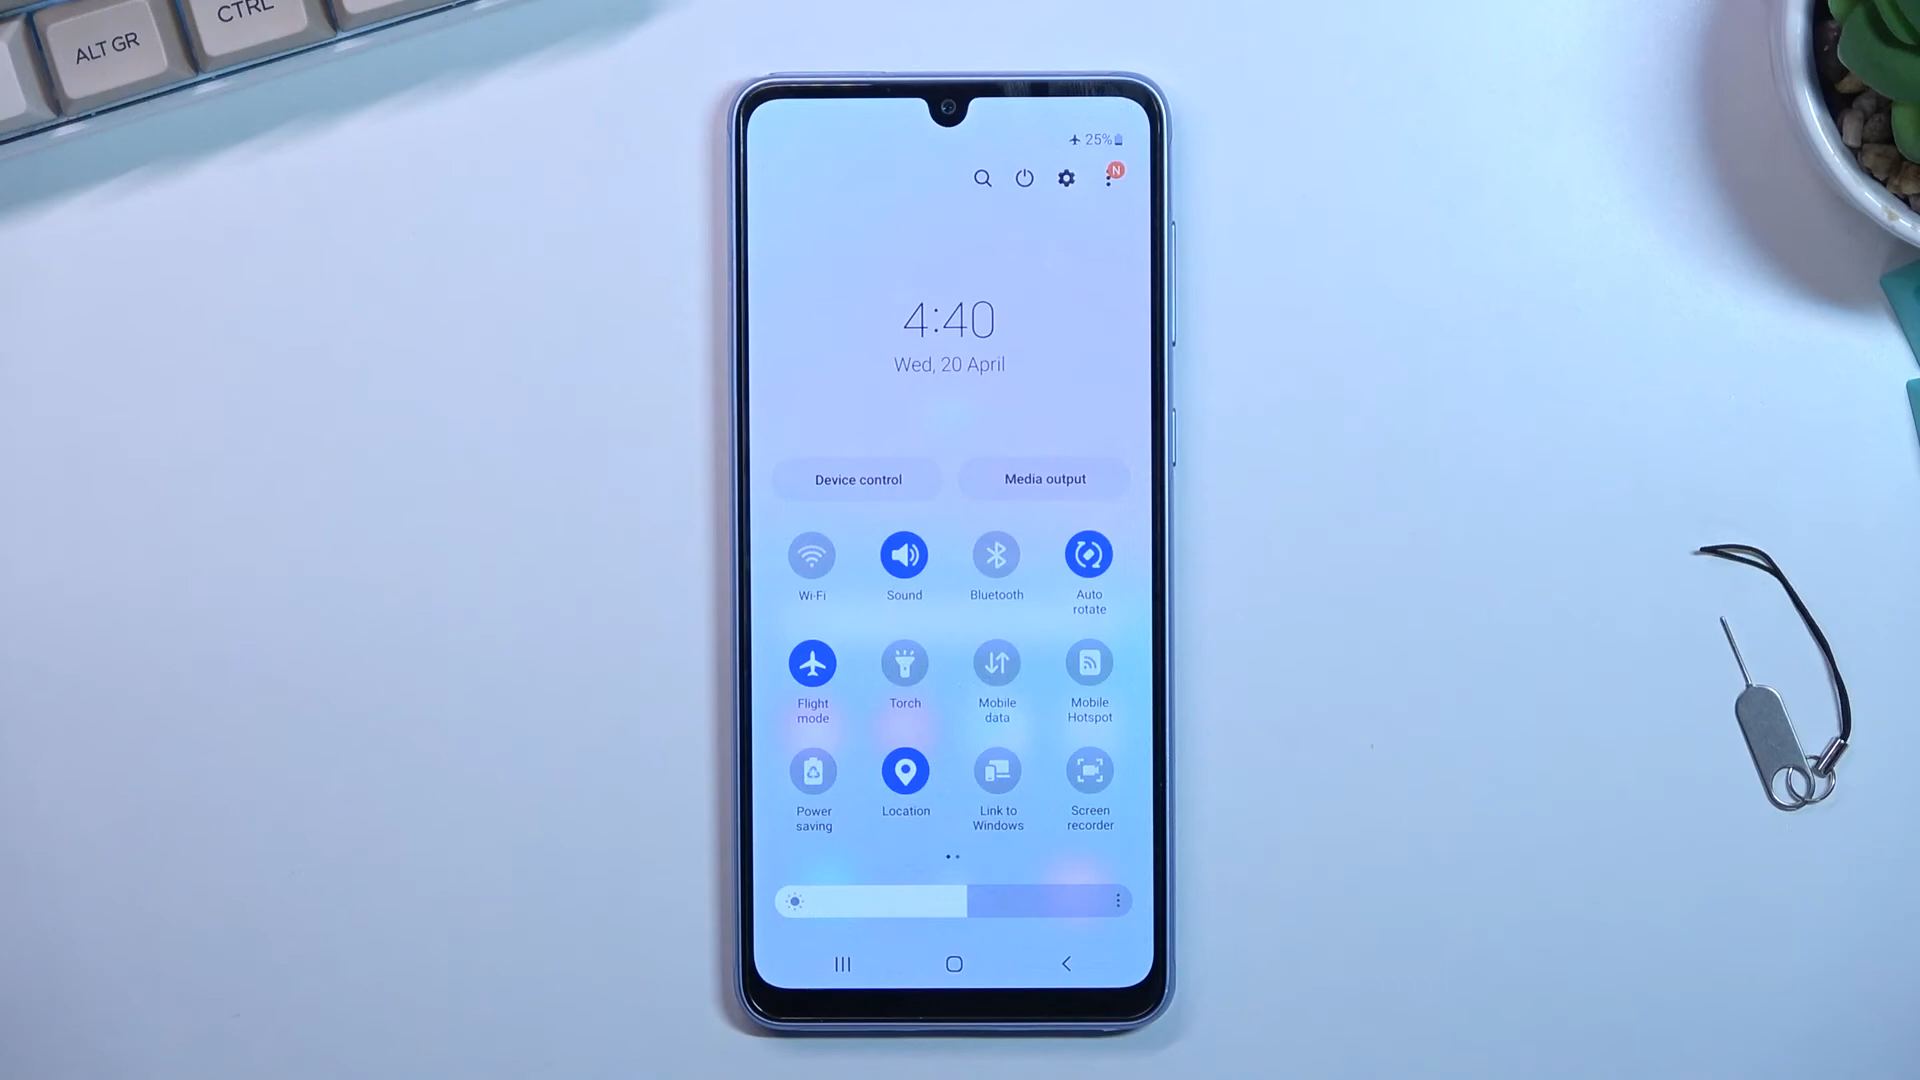 ALT GR
CTRL
25%
N
4:40
Wed, 20 April
Device control
Media output
Wi-Fi
Sound
Bluetooth
Auto
rotate
Flight
mode
Torch
Mobile
data
Mobile
Hotspot
Power
saving
Location
Link to
Windows
Screen
recorder